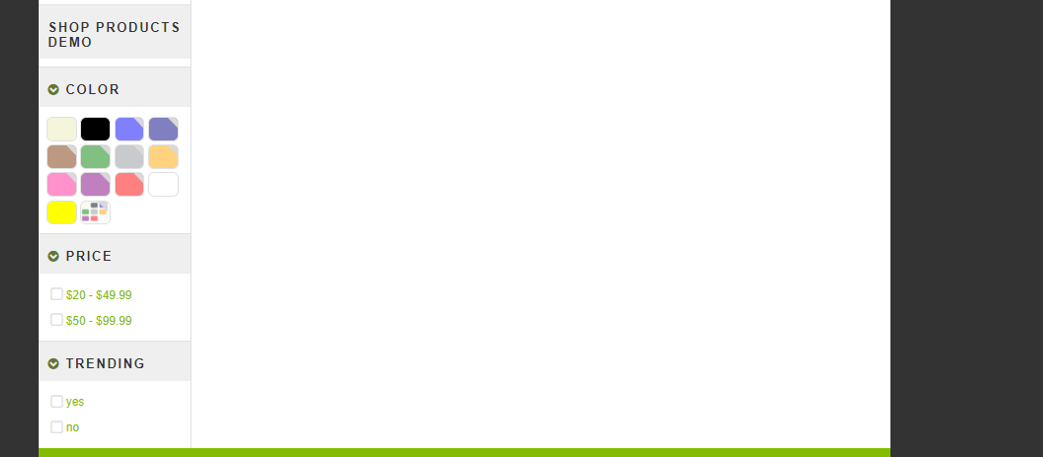 SHOP PRODUCTS
DEMO
COLOR
PRICE
$20 - $49.99
$50 - $99.99
TRENDING
yes
no